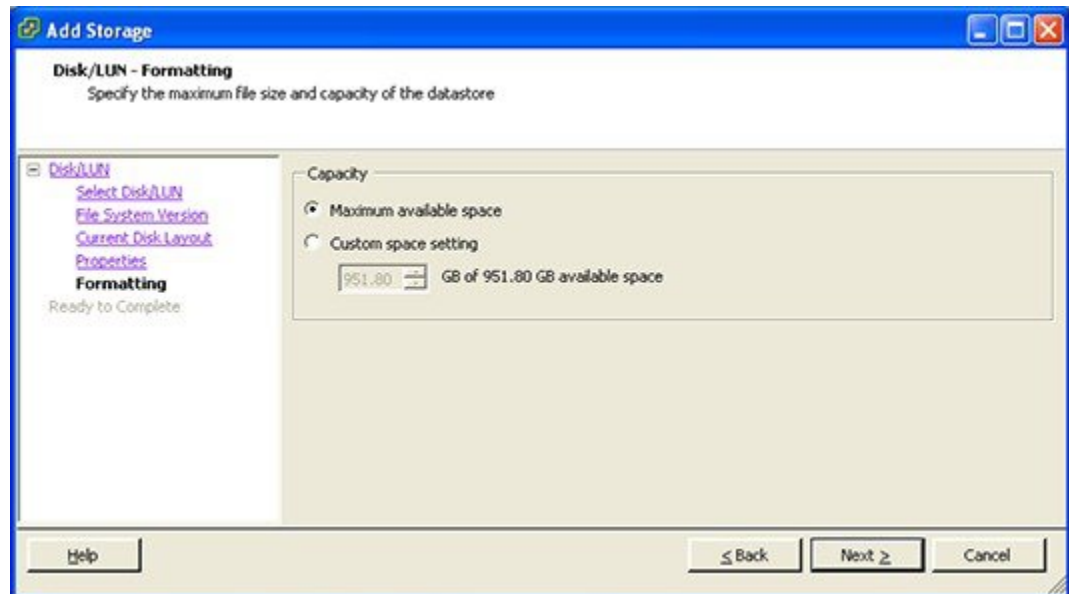 Add Storage
Disk/LUN - Formatting
Specify the maximum file size and capacity of the datastore
Disk/LUN
Select Disk/LUN
File System Version
Current Disk Layout
Properties
Formatting
Ready to Complete
Capacity
Maximum available space
Custom space setting
951.80 GB of 951.80 GB available space
Help
≤ Back
Next ≥
Cancel